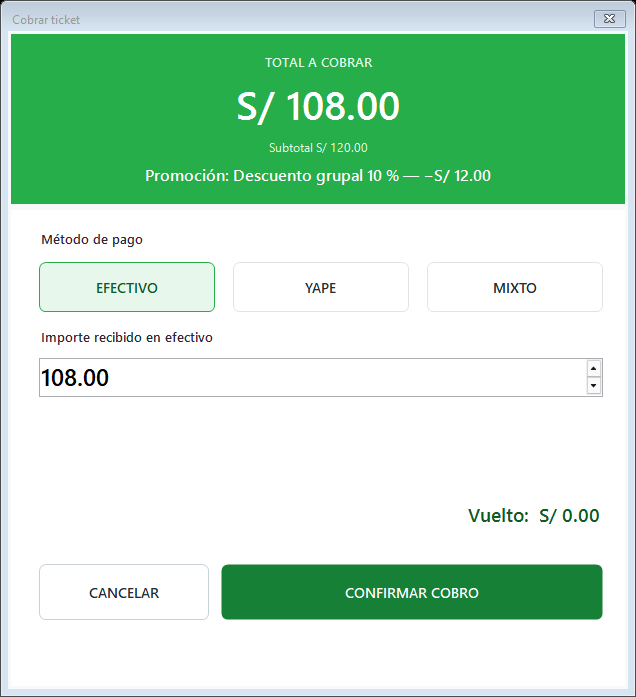 Cobrar ticket
TOTAL A COBRAR
S/ 108.00
Subtotal S/ 120.00
Promoción: Descuento grupal 10 % — −S/ 12.00
Método de pago
EFECTIVO YAPE MIXTO
Importe recibido en efectivo
108.00
Vuelto: S/ 0.00
CANCELAR CONFIRMAR COBRO